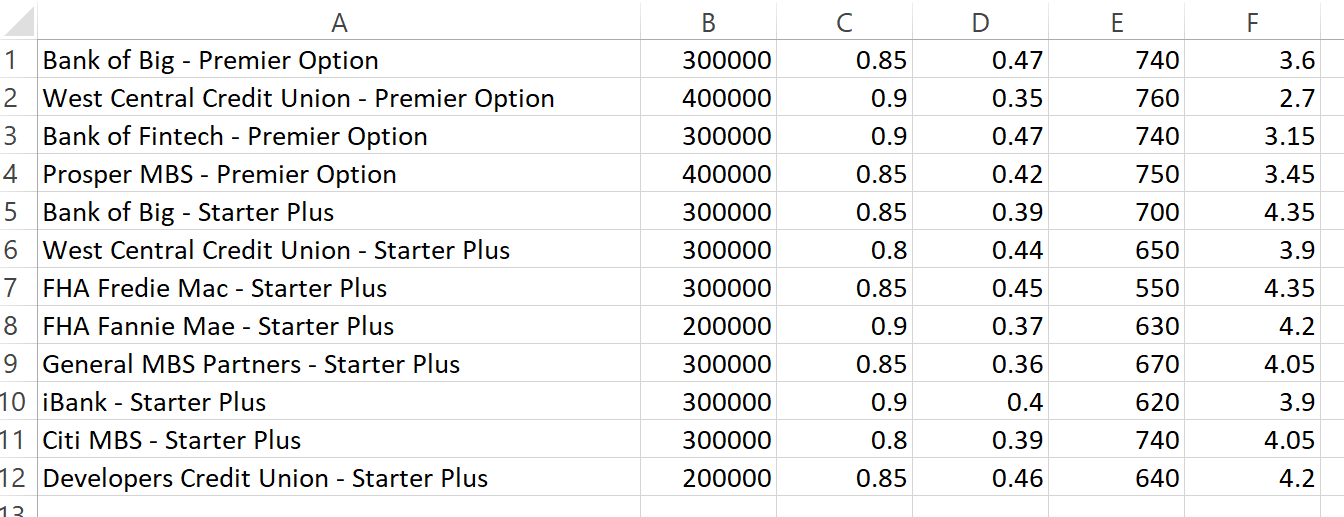 A B C D E F
1 Bank of Big - Premier Option 300000 0.85 0.47 740 3.6
2 West Central Credit Union - Premier Option 400000 0.9 0.35 760 2.7
3 Bank of Fintech - Premier Option 300000 0.9 0.47 740 3.15
4 Prosper MBS - Premier Option 400000 0.85 0.42 750 3.45
5 Bank of Big - Starter Plus 300000 0.85 0.39 700 4.35
6 West Central Credit Union - Starter Plus 300000 0.8 0.44 650 3.9
7 FHA Fredie Mac - Starter Plus 300000 0.85 0.45 550 4.35
8 FHA Fannie Mae - Starter Plus 200000 0.9 0.37 630 4.2
9 General MBS Partners - Starter Plus 300000 0.85 0.36 670 4.05
10 iBank - Starter Plus 300000 0.9 0.4 620 3.9
11 Citi MBS - Starter Plus 300000 0.8 0.39 740 4.05
12 Developers Credit Union - Starter Plus 200000 0.85 0.46 640 4.2
13